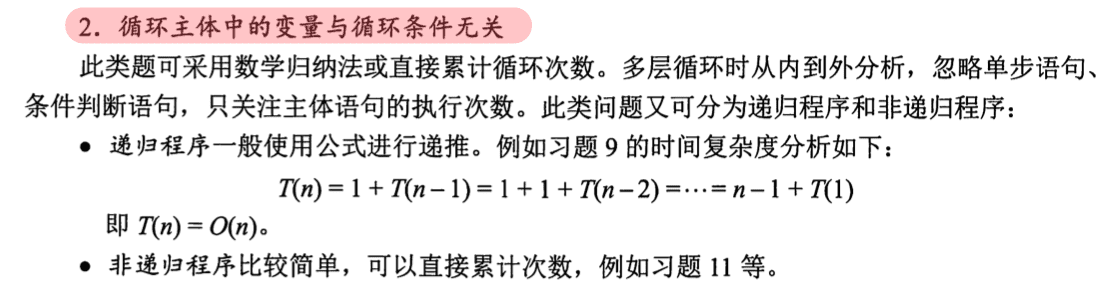 2. 循环主体中的变量与循环条件无关
此类题可采用数学归纳法或直接累计循环次数。多层循环时从内到外分析，忽略单步语句、
条件判断语句，只关注主体语句的执行次数。此类问题又可分为递归程序和非递归程序：
● 递归程序一般使用公式进行递推。例如习题 9 的时间复杂度分析如下：
T(n) = 1 + T(n − 1) = 1 + 1 + T(n − 2) =⋯= n − 1 + T(1)
即 T(n) = O(n)。
● 非递归程序比较简单，可以直接累计次数，例如习题 11 等。